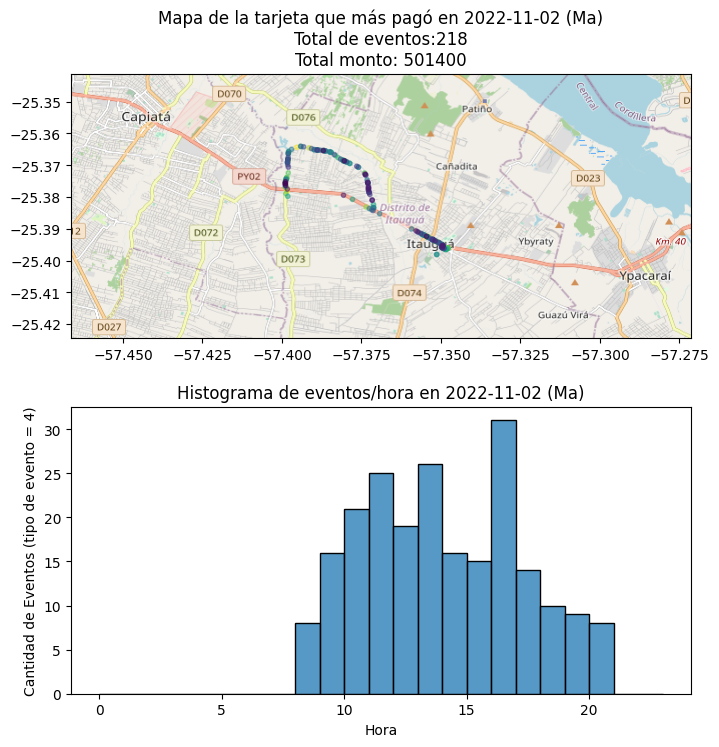 Mapa de la tarjeta que más pagó en 2022-11-02 (Ma)
Total de eventos:218
Total monto: 501400
−25.35
−25.36
−25.37
−25.38
−25.39
−25.40
−25.41
−25.42
D070
Capiatá
D076
Patiño
Central
Cordillera
Cañadita
PY02
D023
Distrito de
Itauguá
D072
12
Itauguá
Ybyraty
Km. 40
D073
Ypacaraí
D074
Guazú Virá
D027
−57.450
−57.425
−57.400
−57.375
−57.350
−57.325
−57.300
−57.275
Histograma de eventos/hora en 2022-11-02 (Ma)
Cantidad de Eventos (tipo de evento = 4)
30
25
20
15
10
5
0
0
5
10
15
20
Hora